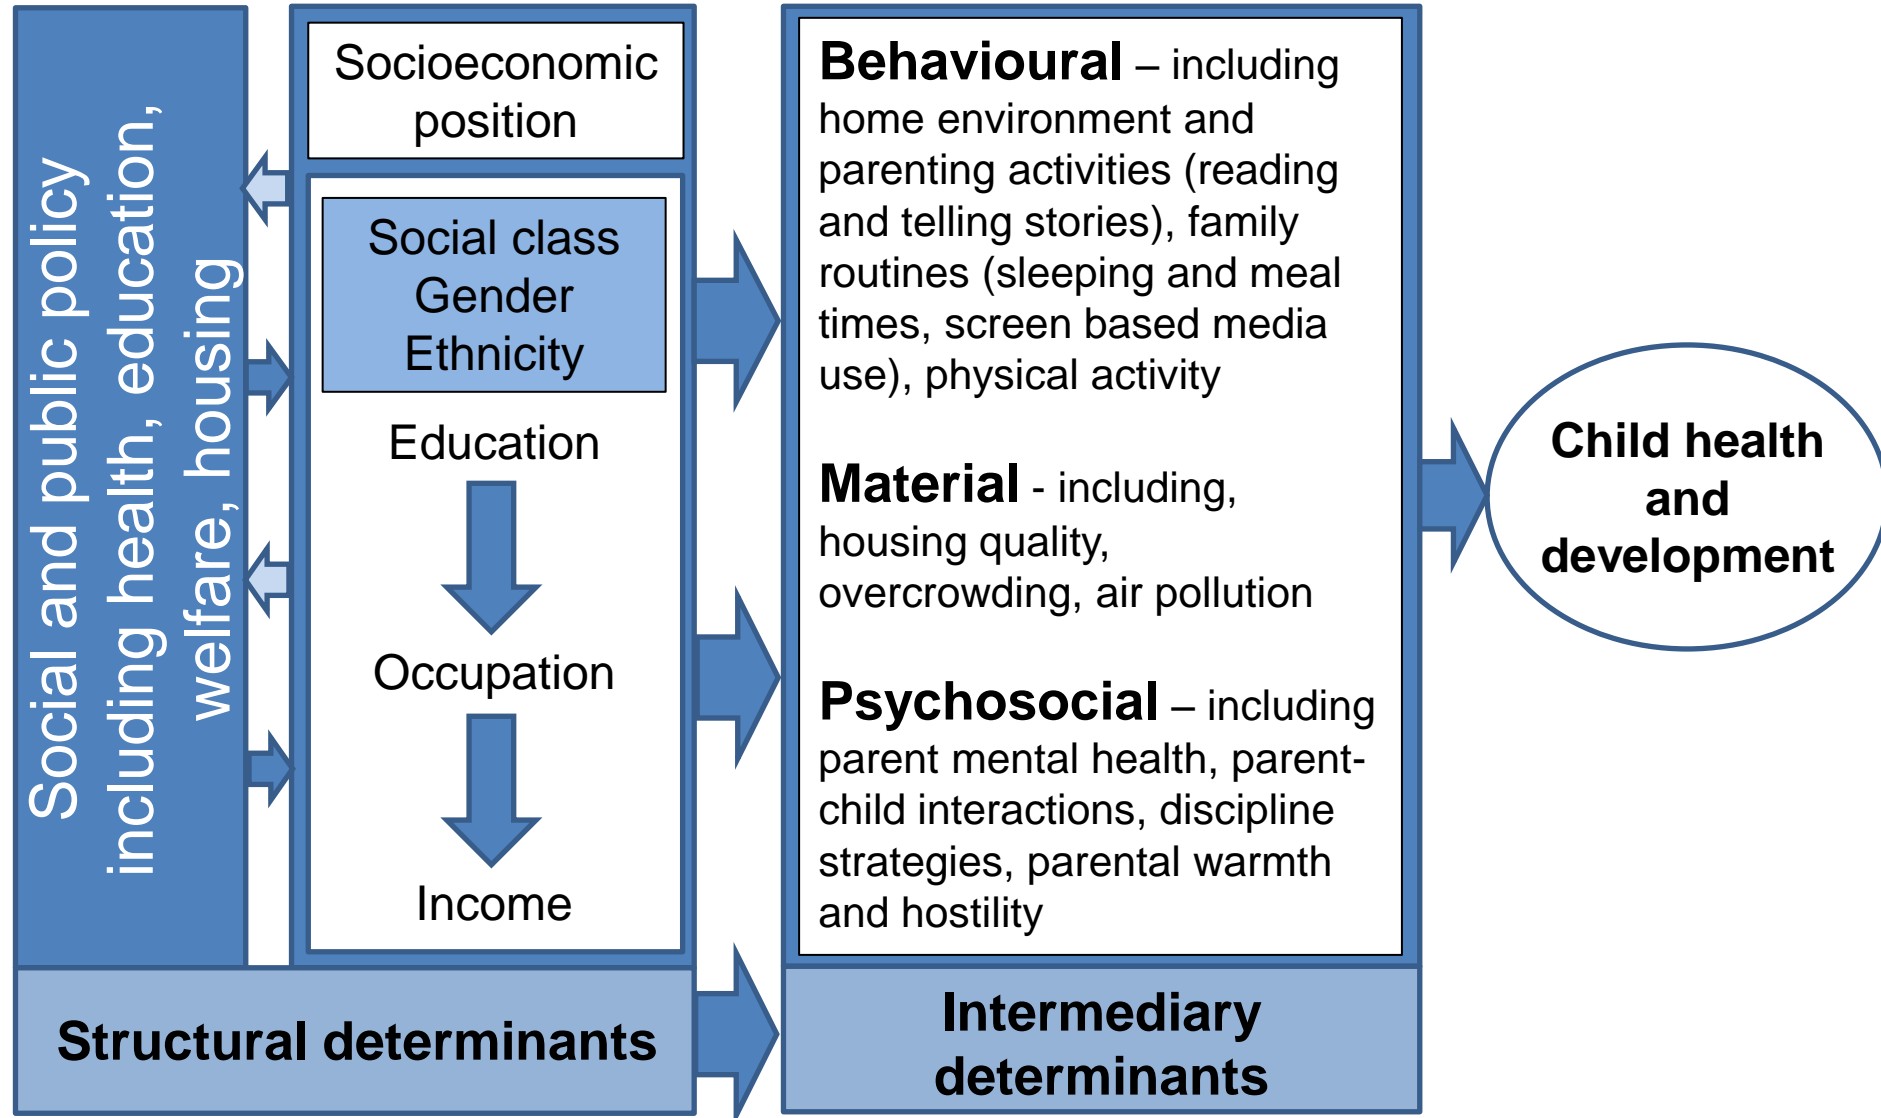 Social and public policy
including health, education,
welfare, housing
Socioeconomic
position
Social class
Gender
Ethnicity
Education
Occupation
Income
Structural determinants
Behavioural – including
home environment and
parenting activities (reading
and telling stories), family
routines (sleeping and meal
times, screen based media
use), physical activity
Material - including,
housing quality,
overcrowding, air pollution
Psychosocial – including
parent mental health, parent-
child interactions, discipline
strategies, parental warmth
and hostility
Intermediary
determinants
Child health
and
development